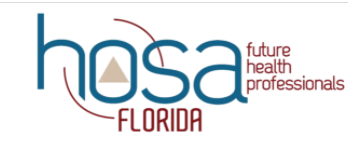 hosa
future
health
professionals
FLORIDA